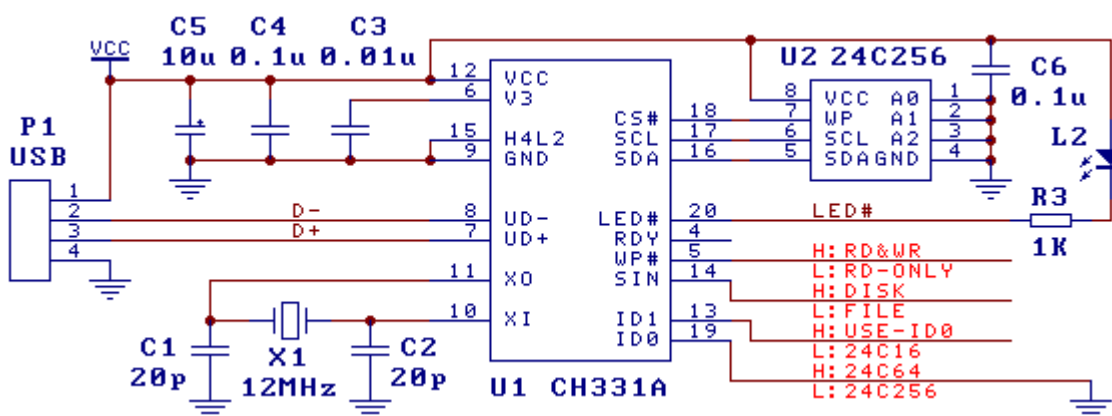 VCC
C5 C4 C3
10u 0.1u 0.01u
P1
USB
1
2
3
4
D-
D+
C1
20p
X1
12MHz
C2
20p
12 VCC
6 V3
15 H4L2
9 GND
8 UD-
7 UD+
11 XO
10 XI
CS# 18
SCL 17
SDA 16
LED# 20
RDY 4
WP# 5
SIN 14
ID1 13
ID0 19
U1 CH331A
U2 24C256
8 VCC A0 1
7 WP A1 2
6 SCL A2 3
5 SDA GND 4
C6
0.1u
L2
R3
1K
LED#
H:RD&WR
L:RD-ONLY
H:DISK
L:FILE
H:USE-ID0
L:24C16
H:24C64
L:24C256